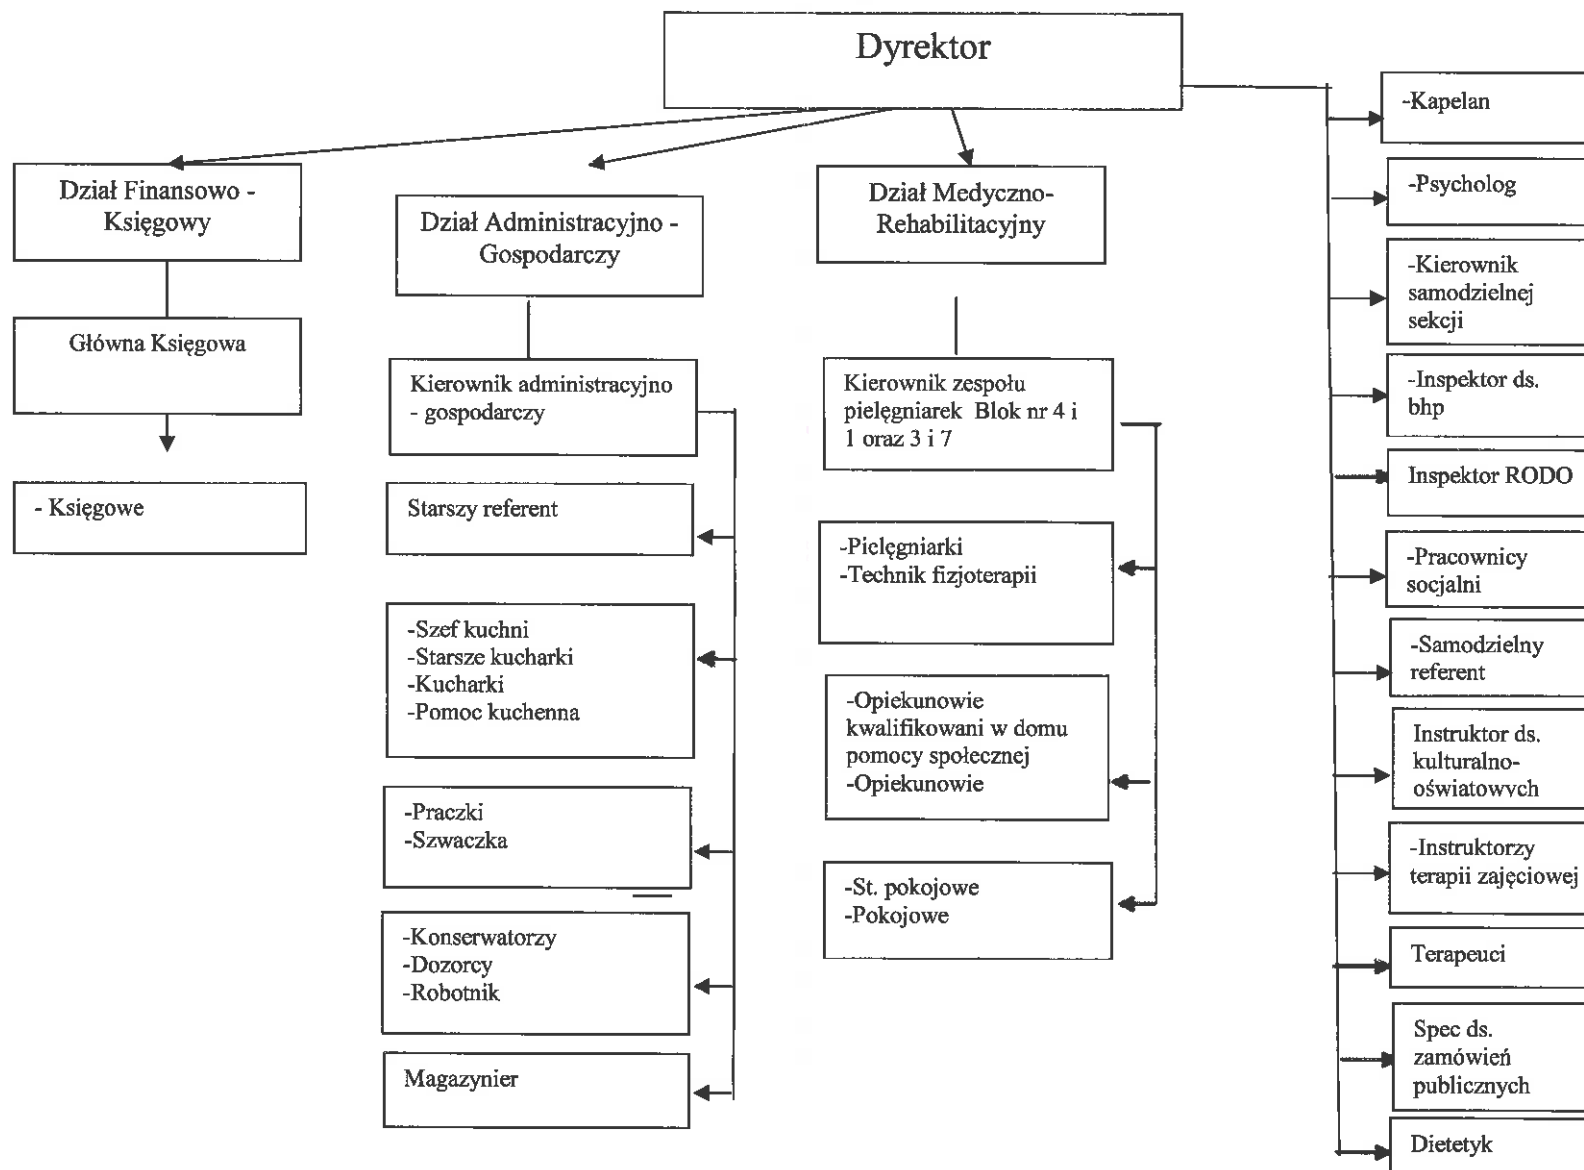 Dyrektor
Dział Finansowo -
Księgowy
Główna Księgowa
- Księgowe
Dział Administracyjno -
Gospodarczy
Kierownik administracyjno
- gospodarczy
Starszy referent
-Szef kuchni
-Starsze kucharki
-Kucharki
-Pomoc kuchenna
-Praczki
-Szwaczka
-Konserwatorzy
-Dozorcy
-Robotnik
Magazynier
Dział Medyczno-
Rehabilitacyjny
Kierownik zespołu
pielęgniarek Blok nr 4 i
1 oraz 3 i 7
-Pielęgniarki
-Technik fizjoterapii
-Opiekunowie
kwalifikowani w domu
pomocy społecznej
-Opiekunowie
-St. pokojowe
-Pokojowe
-Kapelan
-Psycholog
-Kierownik
samodzielnej
sekcji
-Inspektor ds.
bhp
Inspektor RODO
-Pracownicy
socjalni
-Samodzielny
referent
Instruktor ds.
kulturalno-
oświatowych
-Instruktorzy
terapii zajęciowej
Terapeuci
Spec ds.
zamówień
publicznych
Dietetyk